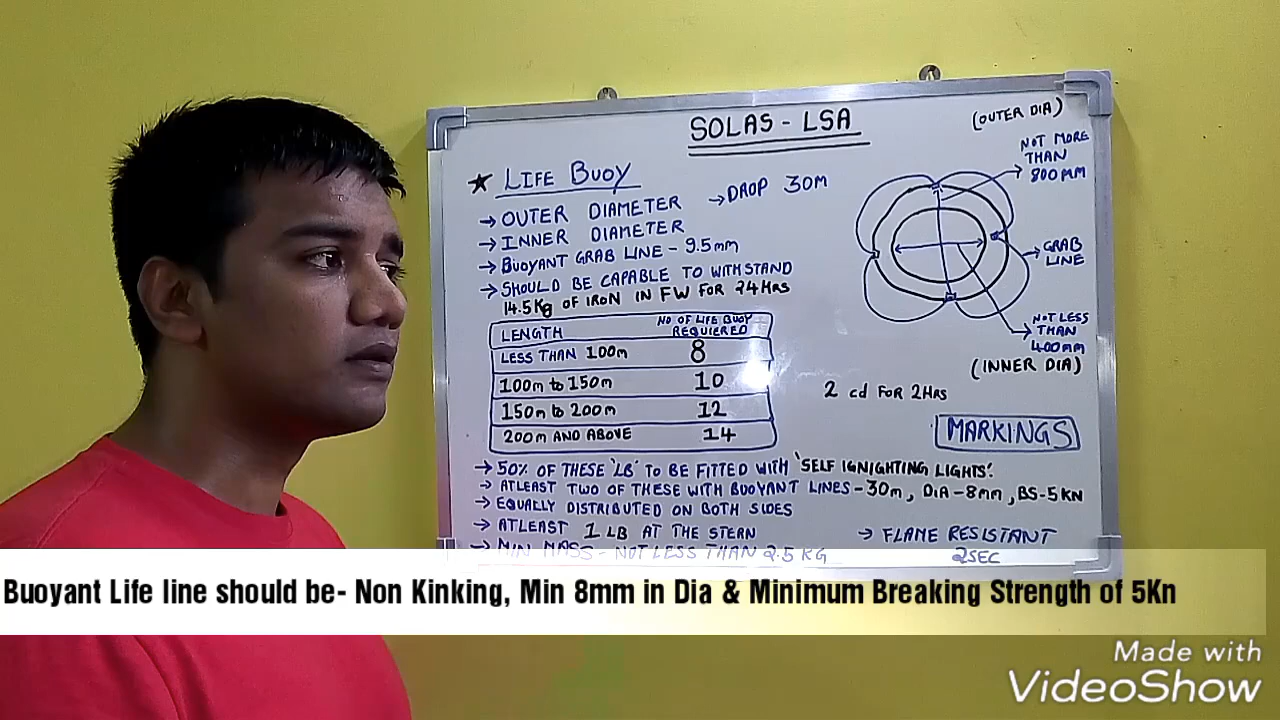 SOLAS - LSA
★ LIFE BUOY
→ OUTER DIAMETER
→ DROP 30M
→ INNER DIAMETER
→ BUOYANT GRAB LINE - 9.5mm
→ SHOULD BE CAPABLE TO WITHSTAND
14.5Kg OF IRON IN FW FOR 24 HRS
LENGTH NO OF LIFE BUOY REQUIERED
LESS THAN 100m 8
100m to 150m 10
150m to 200m 12
200m AND ABOVE 14
(OUTER DIA)
NOT MORE
THAN
800MM
GRAB
LINE
NOT LESS
THAN
400MM
(INNER DIA)
2 cd FOR 2HRS
MARKINGS
→ 50% OF THESE 'LB' TO BE FITTED WITH 'SELF IGNIGHTING LIGHTS'.
→ ATLEAST TWO OF THESE WITH BUOYANT LINES - 30m, DIA - 8mm, BS-5KN
→ EQUALLY DISTRIBUTED ON BOTH SIDES
→ ATLEAST 1 LB AT THE STERN
→ MIN MASS - NOT LESS THAN 2.5 KG
→ FLAME RESISTANT
2SEC
Buoyant Life line should be- Non Kinking, Min 8mm in Dia & Minimum Breaking Strength of 5Kn
Made with
VideoShow